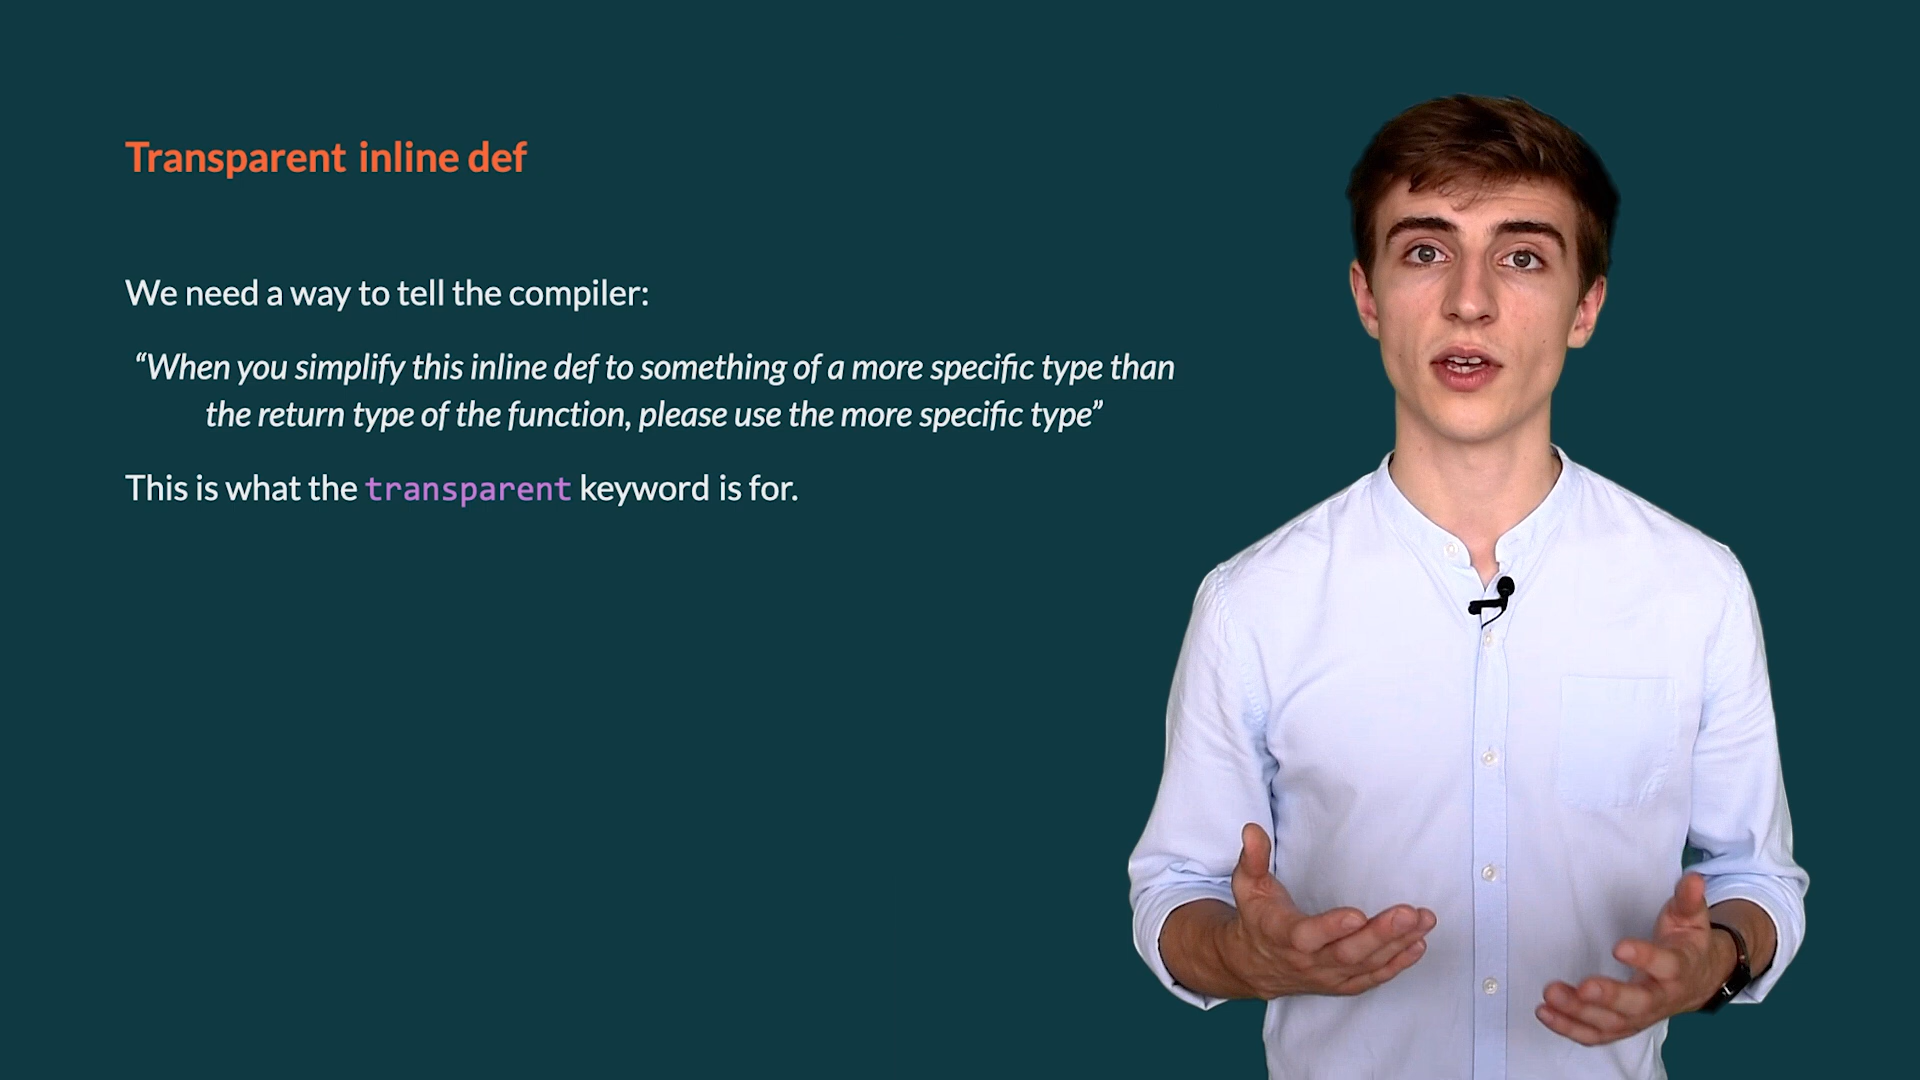 Transparent inline def
We need a way to tell the compiler:
“When you simplify this inline def to something of a more specific type than
the return type of the function, please use the more specific type”
This is what the transparent keyword is for.